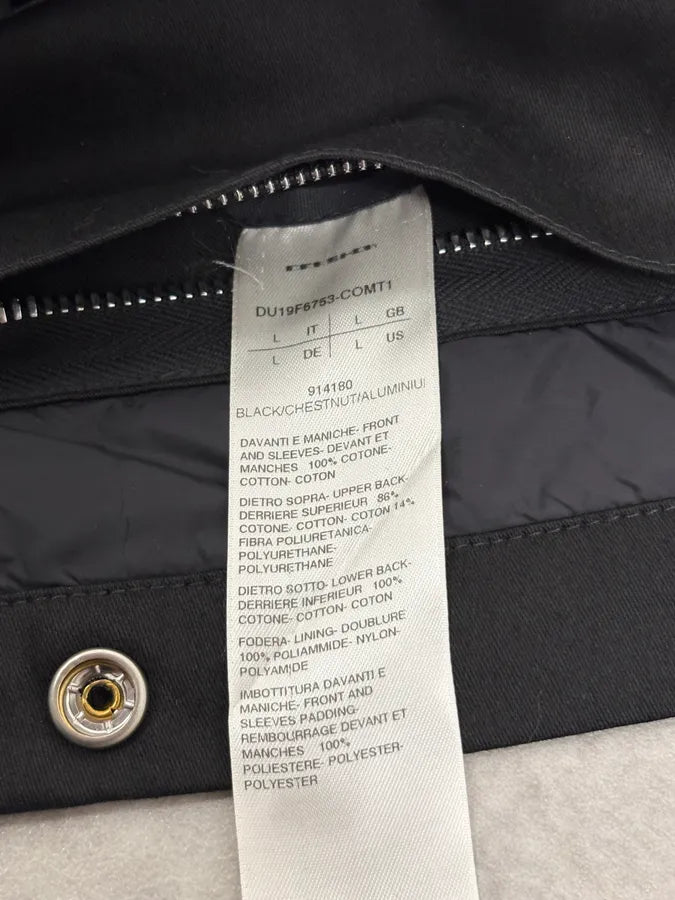 DU19F6753-COMT1
L IT L GB
L DE L US
914180
BLACK/CHESTNUT/ALUMINIU
DAVANTI E MANICHE- FRONT
AND SLEEVES- DEVANT ET
MANCHES 100% COTONE-
COTTON- COTON
DIETRO SOPRA- UPPER BACK-
DERRIERE SUPERIEUR 86%
COTONE- COTTON- COTON 14%
FIBRA POLIURETANICA-
POLYURETHANE-
POLYURETHANE
DIETRO SOTTO- LOWER BACK-
DERRIERE INFERIEUR 100%
COTONE- COTTON- COTON
FODERA- LINING- DOUBLURE
100% POLIAMMIDE- NYLON-
POLYAMIDE
IMBOTTITURA DAVANTI E
MANICHE- FRONT AND
SLEEVES PADDING-
REMBOURRAGE DEVANT ET
MANCHES 100%
POLIESTERE- POLYESTER-
POLYESTER